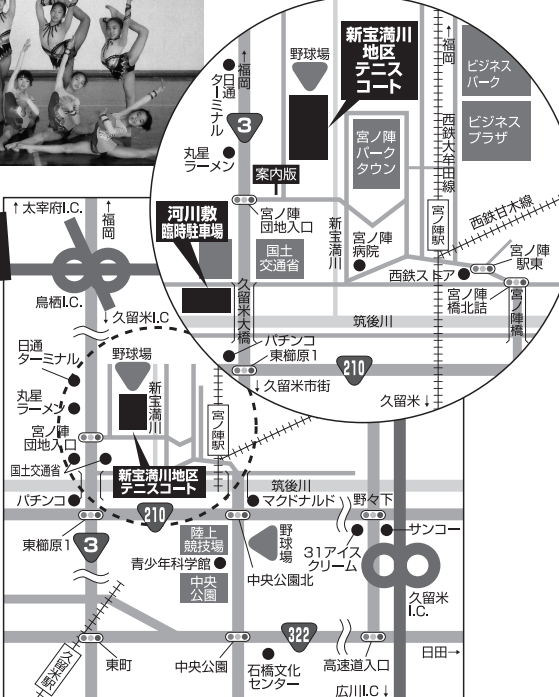 新宝満川
地区
テニス
コート
野球場
↑福岡
日通
ターミナル
3
丸星
ラーメン
案内版
宮ノ陣
団地入口
宮ノ陣
パーク
タウン
↑福岡
ビジネス
パーク
ビジネス
プラザ
西鉄大牟田線
宮ノ陣駅
西鉄甘木線
新宝満川
宮ノ陣
病院
西鉄ストア
宮ノ陣
駅東
宮ノ陣
橋北詰
宮ノ陣橋
河川敷
臨時駐車場
国土
交通省
久留米大橋
筑後川
パチンコ
東櫛原1
210
↓久留米市街
久留米↓
↑太宰府I.C.
↑福岡
鳥栖I.C.
↓久留米I.C
日通
ターミナル
野球場
新宝満川
丸星
ラーメン
宮ノ陣
団地入口
国土交通省
宮ノ陣駅
新宝満川地区
テニスコート
パチンコ
210
筑後川
マクドナルド
野々下
東櫛原1
3
陸上
競技場
野球場
青少年科学館
中央
公園
中央公園北
31アイス
クリーム
サンコー
久留米
I.C.
322
久留米駅
東町
中央公園
石橋文化
センター
高速道入口
日田→
広川I.C.↓